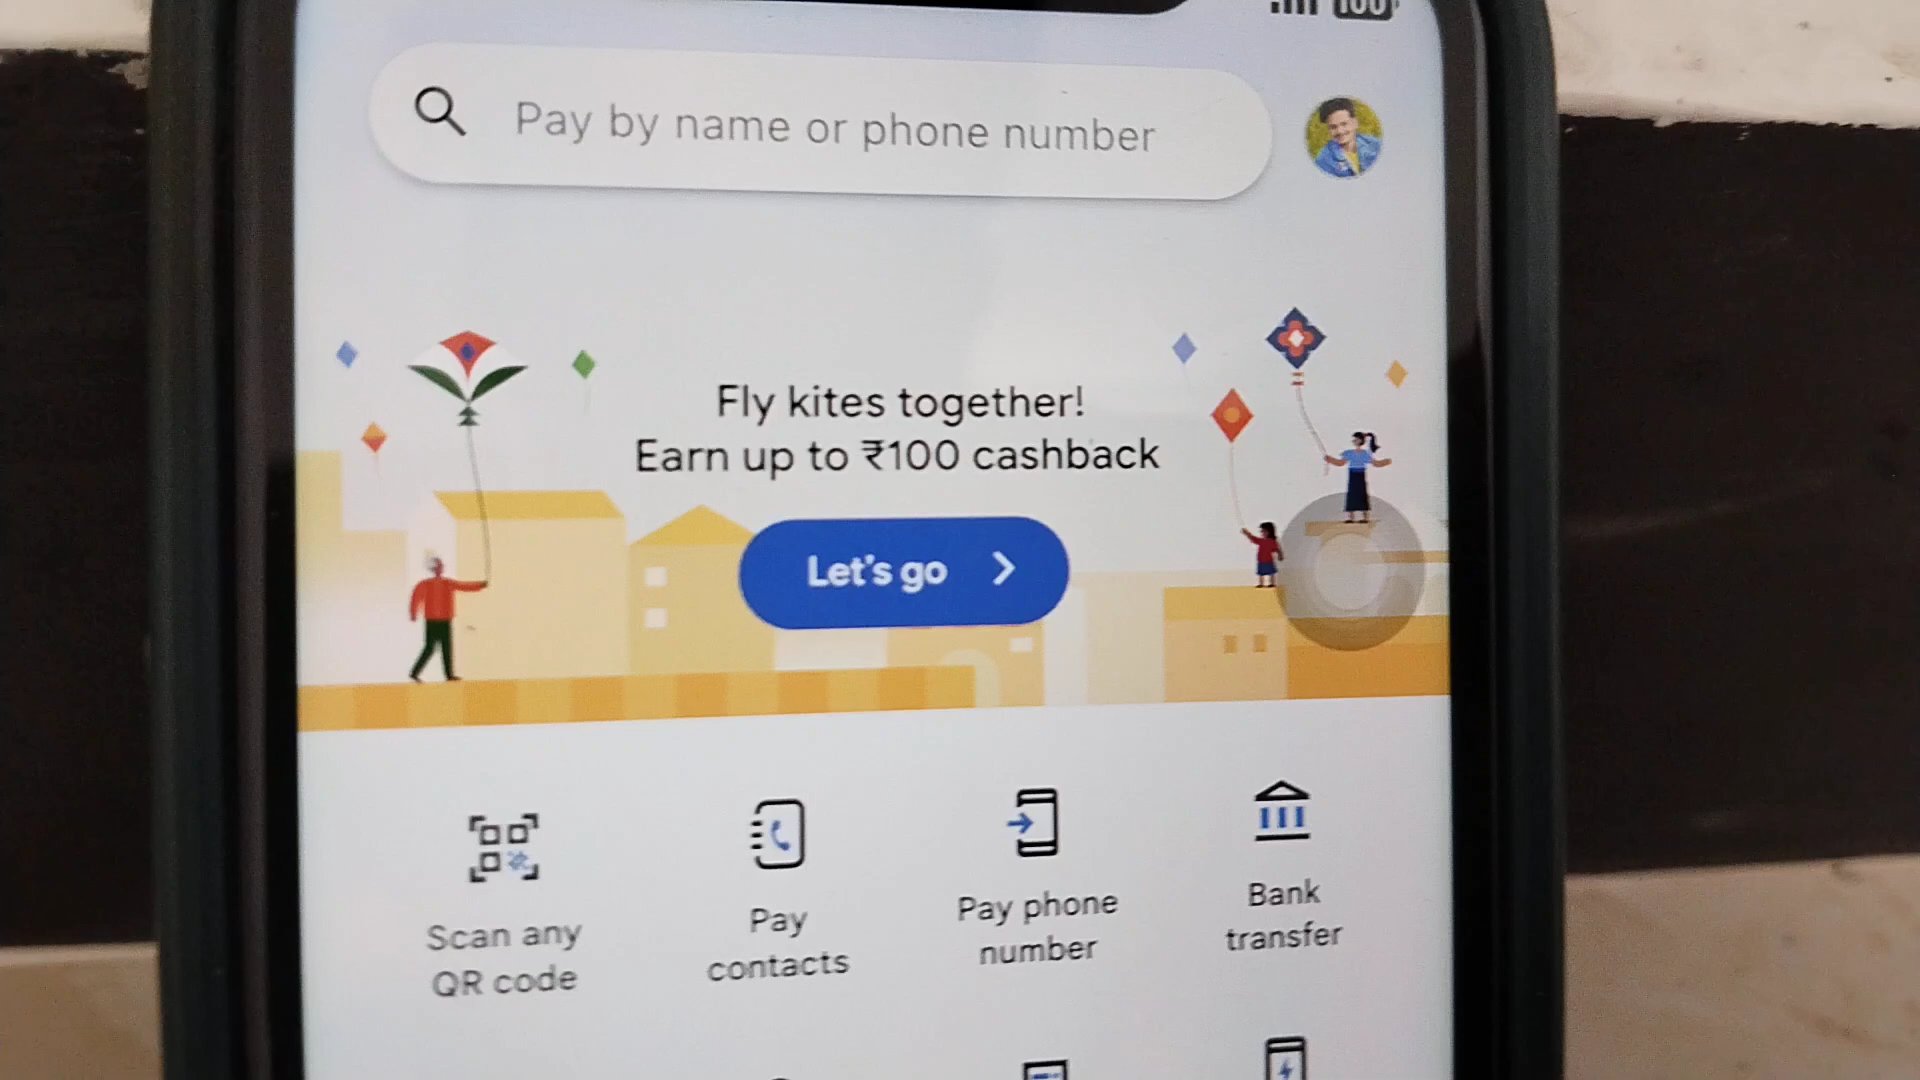 100
Pay by name or phone number
Fly kites together!
Earn up to ₹100 cashback
Let's go
Scan any
QR code
Pay
contacts
Pay phone
number
Bank
transfer